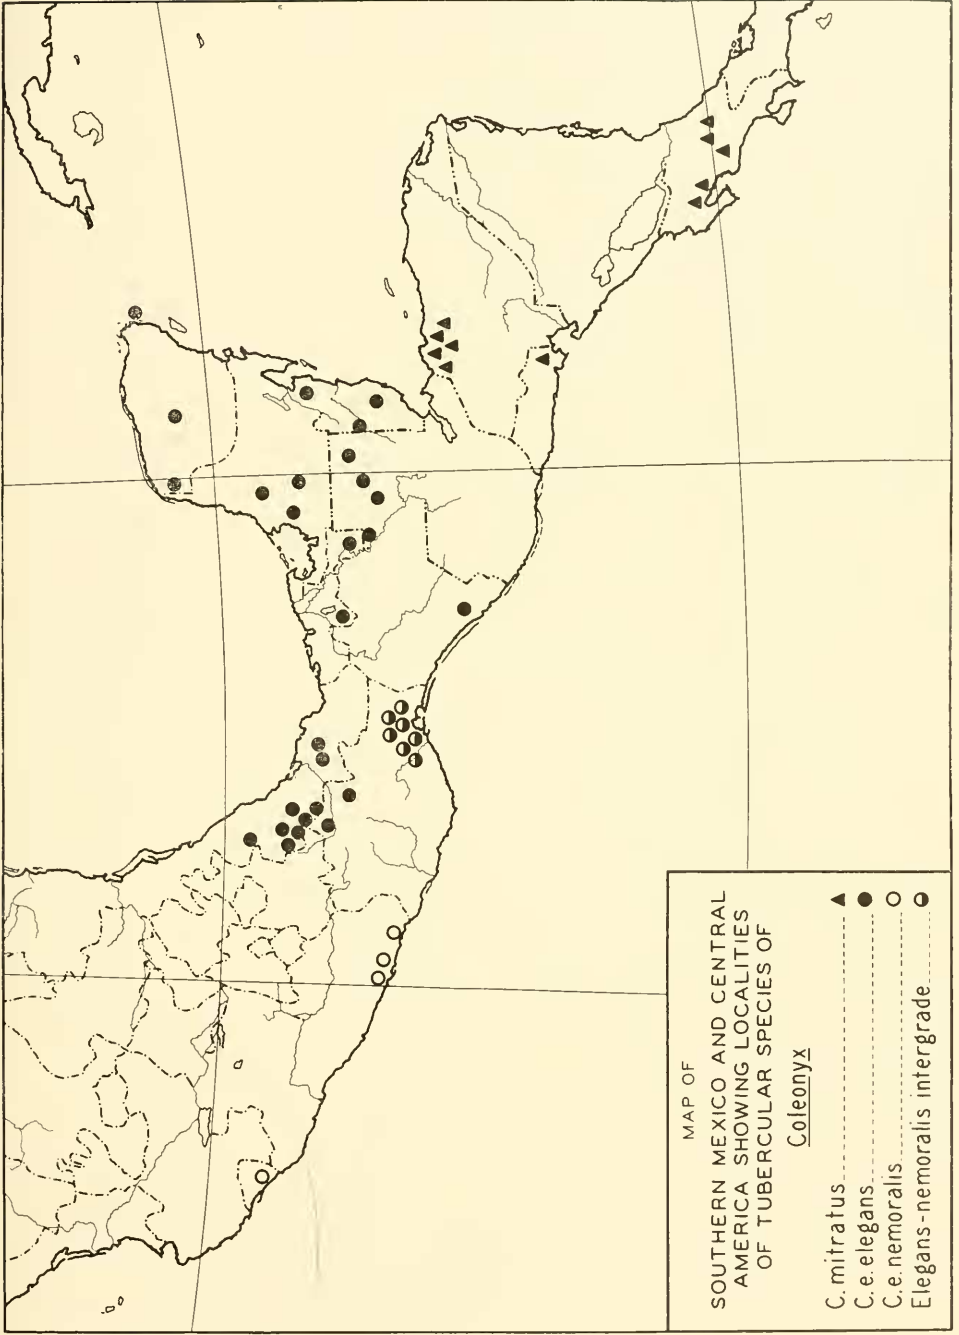 MAP OF
SOUTHERN MEXICO AND CENTRAL
AMERICA SHOWING LOCALITIES
OF TUBERCULAR SPECIES OF
Coleonyx
C. mitratus
C. e. elegans
C. e. nemoralis
Elegans-nemoralis intergrade